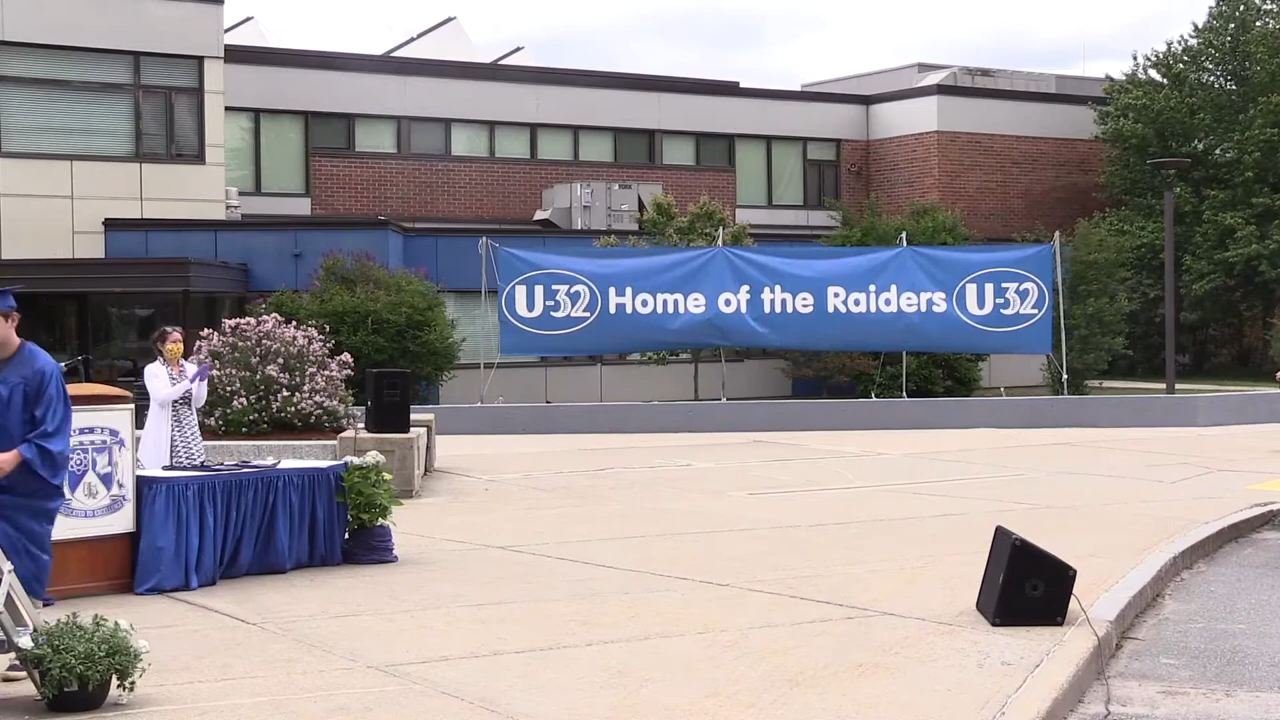 U-32 Home of the Raiders U-32
U-32
DEDICATED TO EXCELLENCE